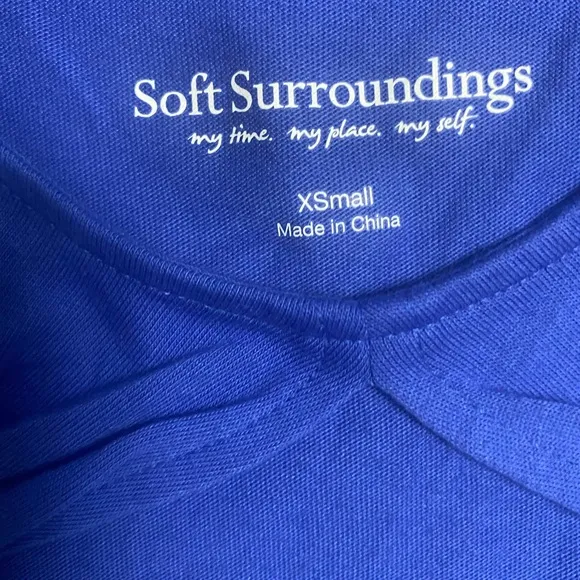 Soft Surroundings
my time. my place. my self.
XSmall
Made in China